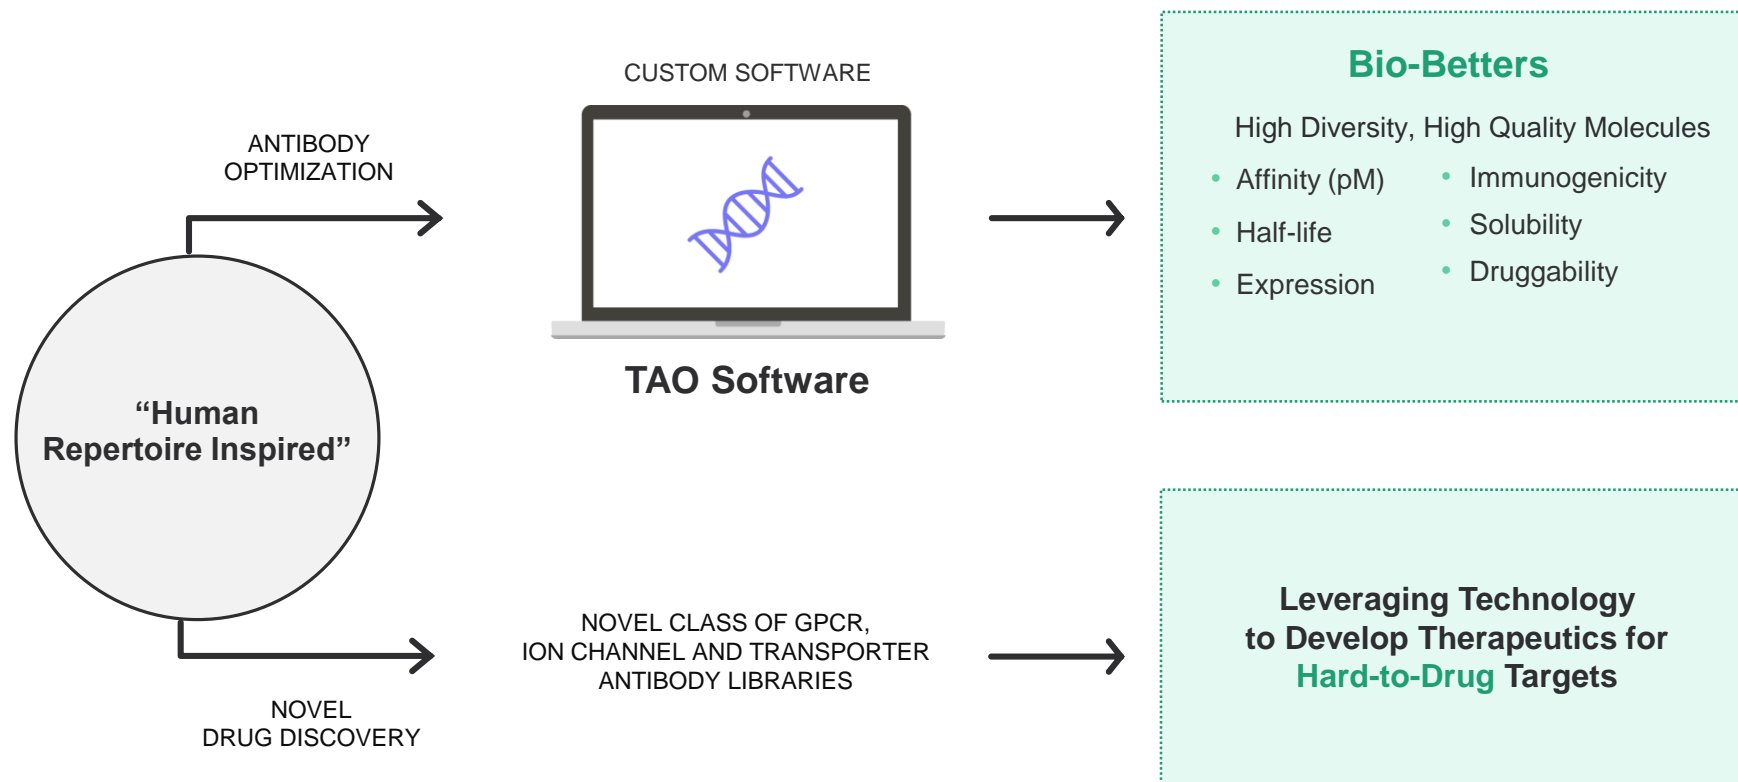 CUSTOM SOFTWARE
ANTIBODY
OPTIMIZATION
TAO Software
Bio-Betters
High Diversity, High Quality Molecules
• Affinity (pM)
• Half-life
• Expression
• Immunogenicity
• Solubility
• Druggability
“Human
Repertoire Inspired”
NOVEL
DRUG DISCOVERY
NOVEL CLASS OF GPCR,
ION CHANNEL AND TRANSPORTER
ANTIBODY LIBRARIES
Leveraging Technology
to Develop Therapeutics for
Hard-to-Drug Targets